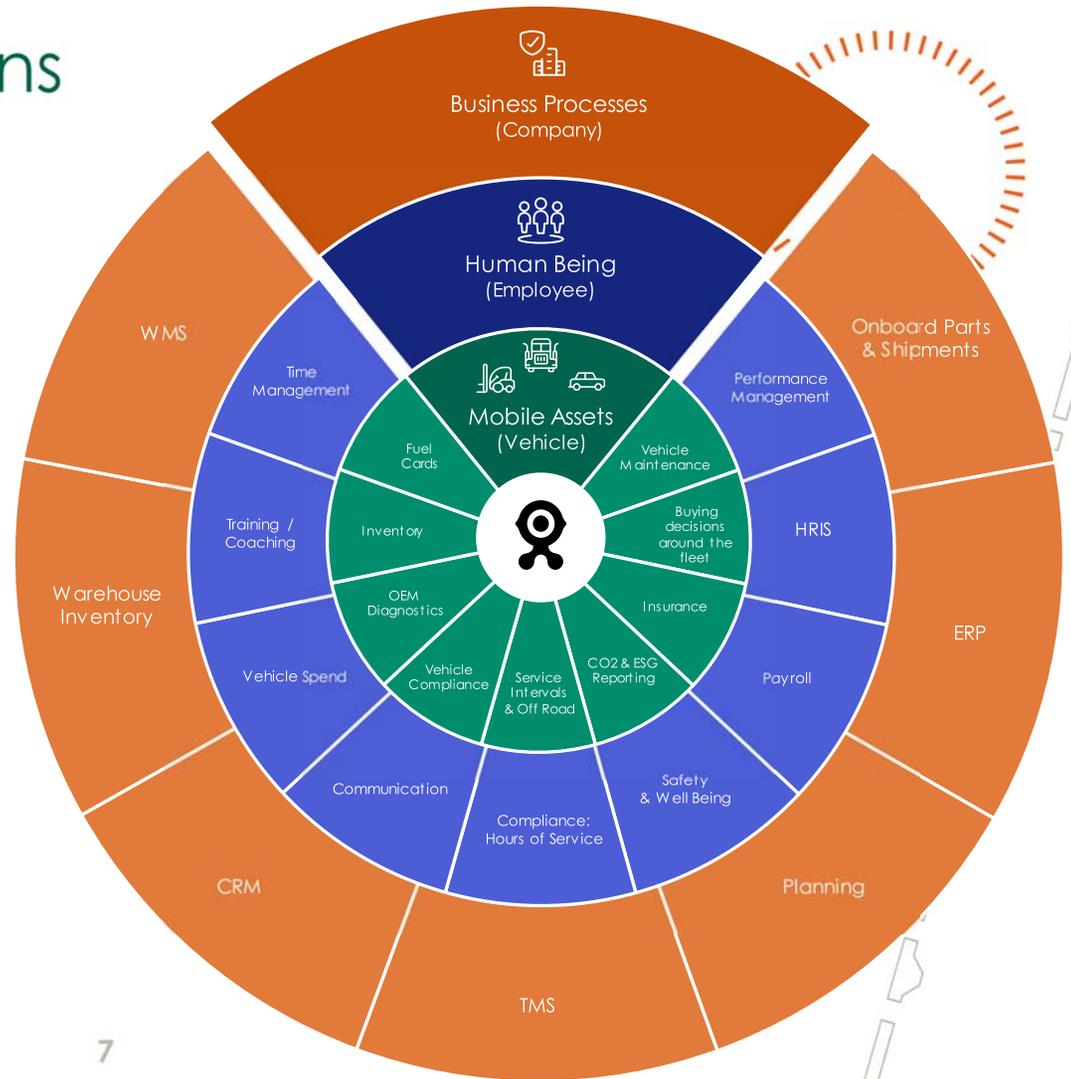 ns
Business Processes
(Company)
Human Being
(Employee)
Mobile Assets
(Vehicle)
WMS
Onboard Parts
& Shipments
Time
Management
Performance
Management
Fuel
Cards
Vehicle
Maintenance
Training /
Coaching
Inventory
Buying
decisions
around the
fleet
HRIS
Warehouse
Inventory
OEM
Diagnostics
Insurance
ERP
Vehicle Spend
Vehicle
Compliance
Service
Intervals
& Off Road
CO2 & ESG
Reporting
Payroll
Communication
Compliance:
Hours of Service
Safety
& Well Being
CRM
Planning
TMS
7